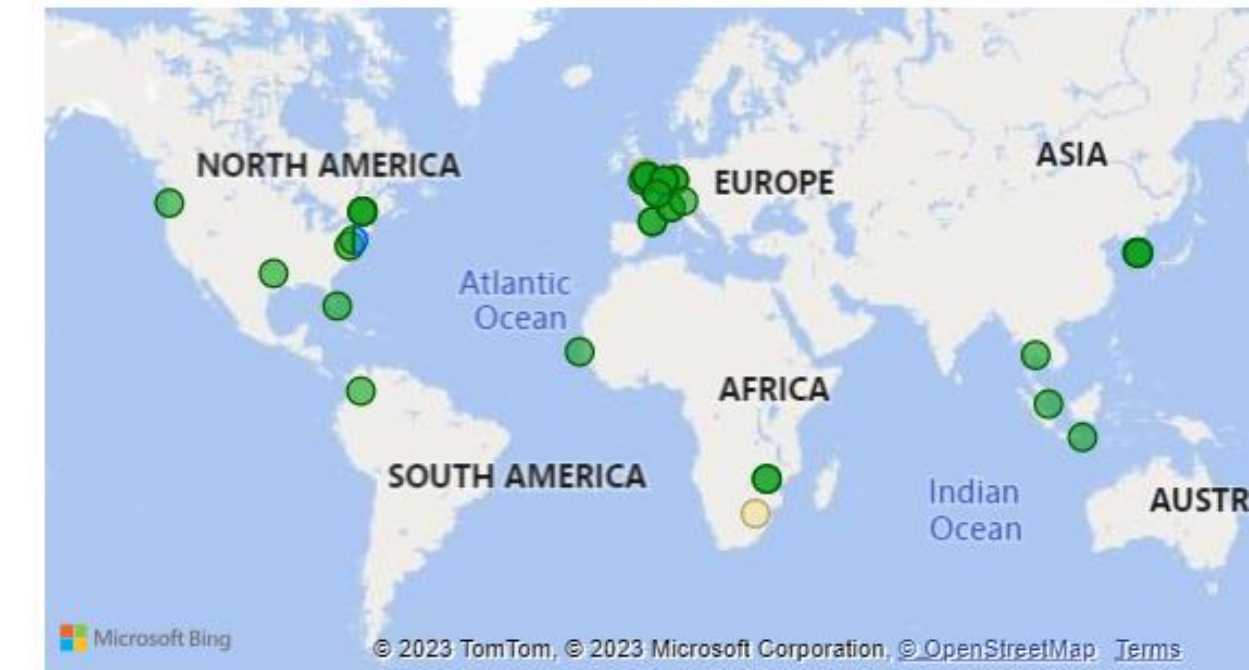 NORTH AMERICA
EUROPE
ASIA
Atlantic
Ocean
AFRICA
SOUTH AMERICA
Indian
Ocean
AUSTR
Microsoft Bing
© 2023 TomTom, © 2023 Microsoft Corporation, © OpenStreetMap Terms